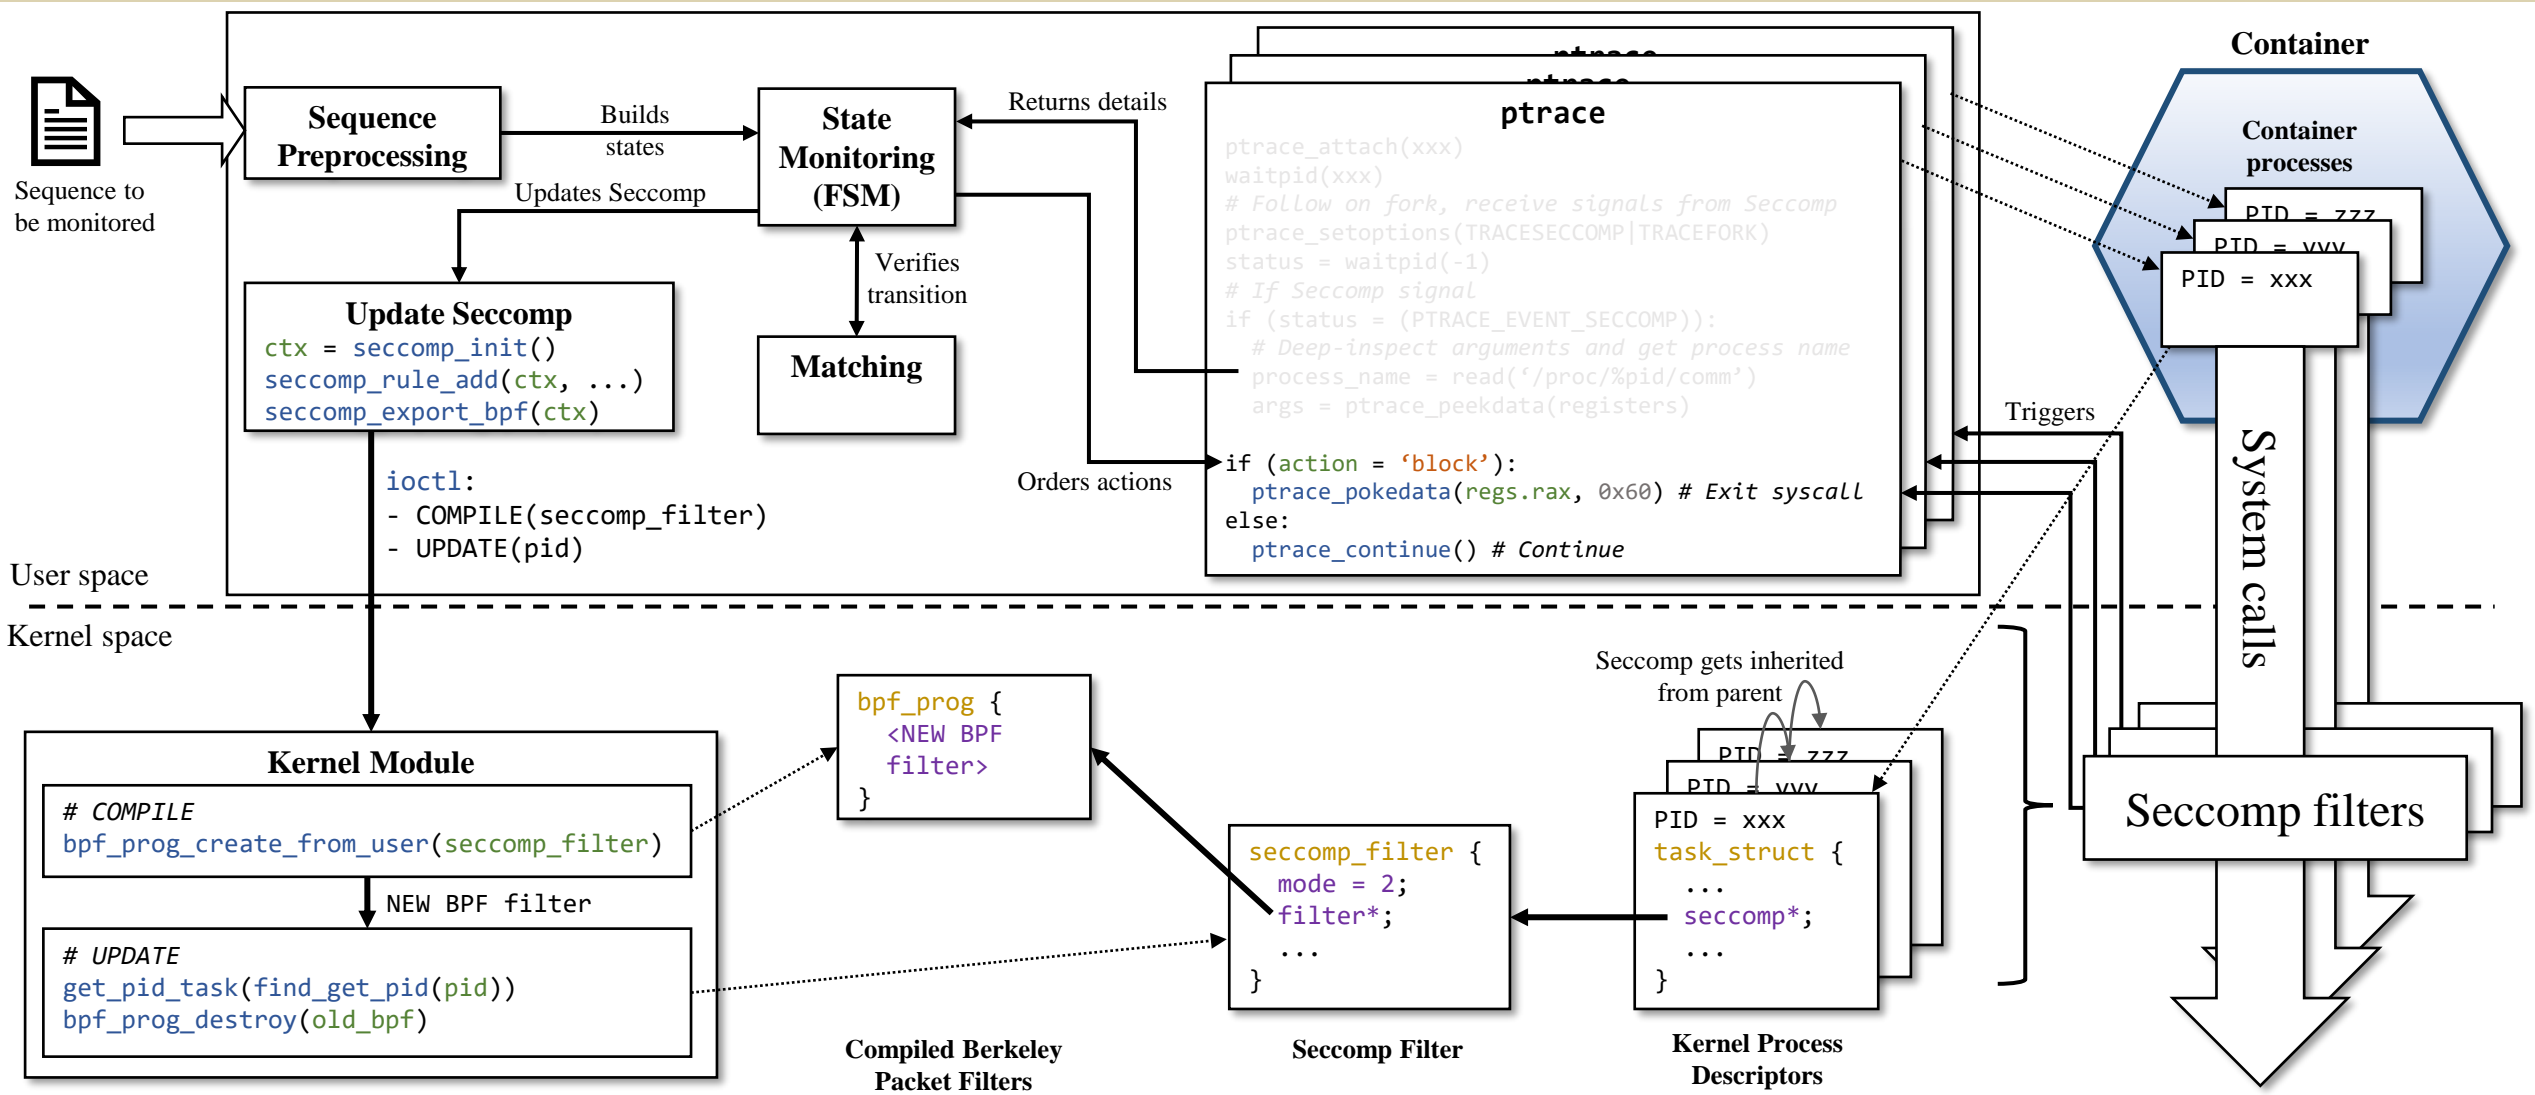 Sequence to
be monitored
Sequence
Preprocessing
Builds
states
State
Monitoring
(FSM)
Updates Seccomp
Returns details
Verifies
transition
Matching
Orders actions
Update Seccomp
ctx = seccomp_init()
seccomp_rule_add(ctx, ...)
seccomp_export_bpf(ctx)
ioctl:
- COMPILE(seccomp_filter)
- UPDATE(pid)
ptrace
ptrace
ptrace
ptrace_attach(xxx)
waitpid(xxx)
# Follow on fork, receive signals from Seccomp
ptrace_setoptions(TRACESECCOMP|TRACEFORK)
status = waitpid(-1)
# If Seccomp signal
if (status = (PTRACE_EVENT_SECCOMP)):
# Deep-inspect arguments and get process name
process_name = read(‘/proc/%pid/comm’)
args = ptrace_peekdata(registers)
if (action = ‘block’):
ptrace_pokedata(regs.rax, 0x60) # Exit syscall
else:
ptrace_continue() # Continue
Container
Container
processes
PID = zzz
PID = yyy
PID = xxx
Triggers
System calls
User space
Kernel space
Kernel Module
# COMPILE
bpf_prog_create_from_user(seccomp_filter)
NEW BPF filter
# UPDATE
get_pid_task(find_get_pid(pid))
bpf_prog_destroy(old_bpf)
bpf_prog {
<NEW BPF
filter>
}
Compiled Berkeley
Packet Filters
seccomp_filter {
mode = 2;
filter*;
...
}
Seccomp Filter
Seccomp gets inherited
from parent
PID = zzz
PID = yyy
PID = xxx
task_struct {
...
seccomp*;
...
}
Kernel Process
Descriptors
Seccomp filters